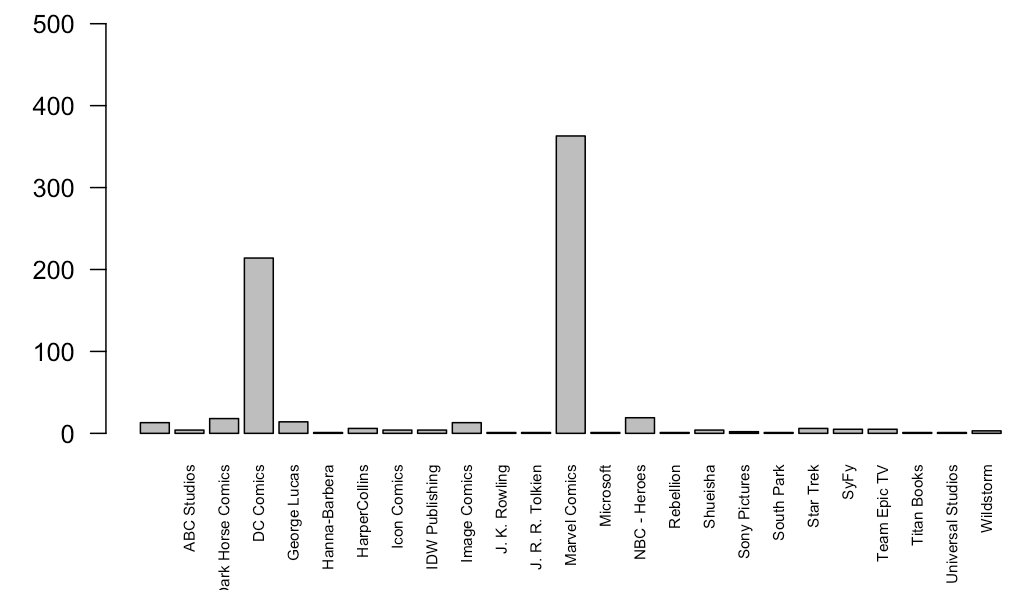 500
400
300
200
100
0
ABC Studios
Dark Horse Comics
DC Comics
George Lucas
Hanna-Barbera
HarperCollins
Icon Comics
IDW Publishing
Image Comics
J. K. Rowling
J. R. R. Tolkien
Marvel Comics
Microsoft
NBC - Heroes
Rebellion
Shueisha
Sony Pictures
South Park
Star Trek
SyFy
Team Epic TV
Titan Books
Universal Studios
Wildstorm